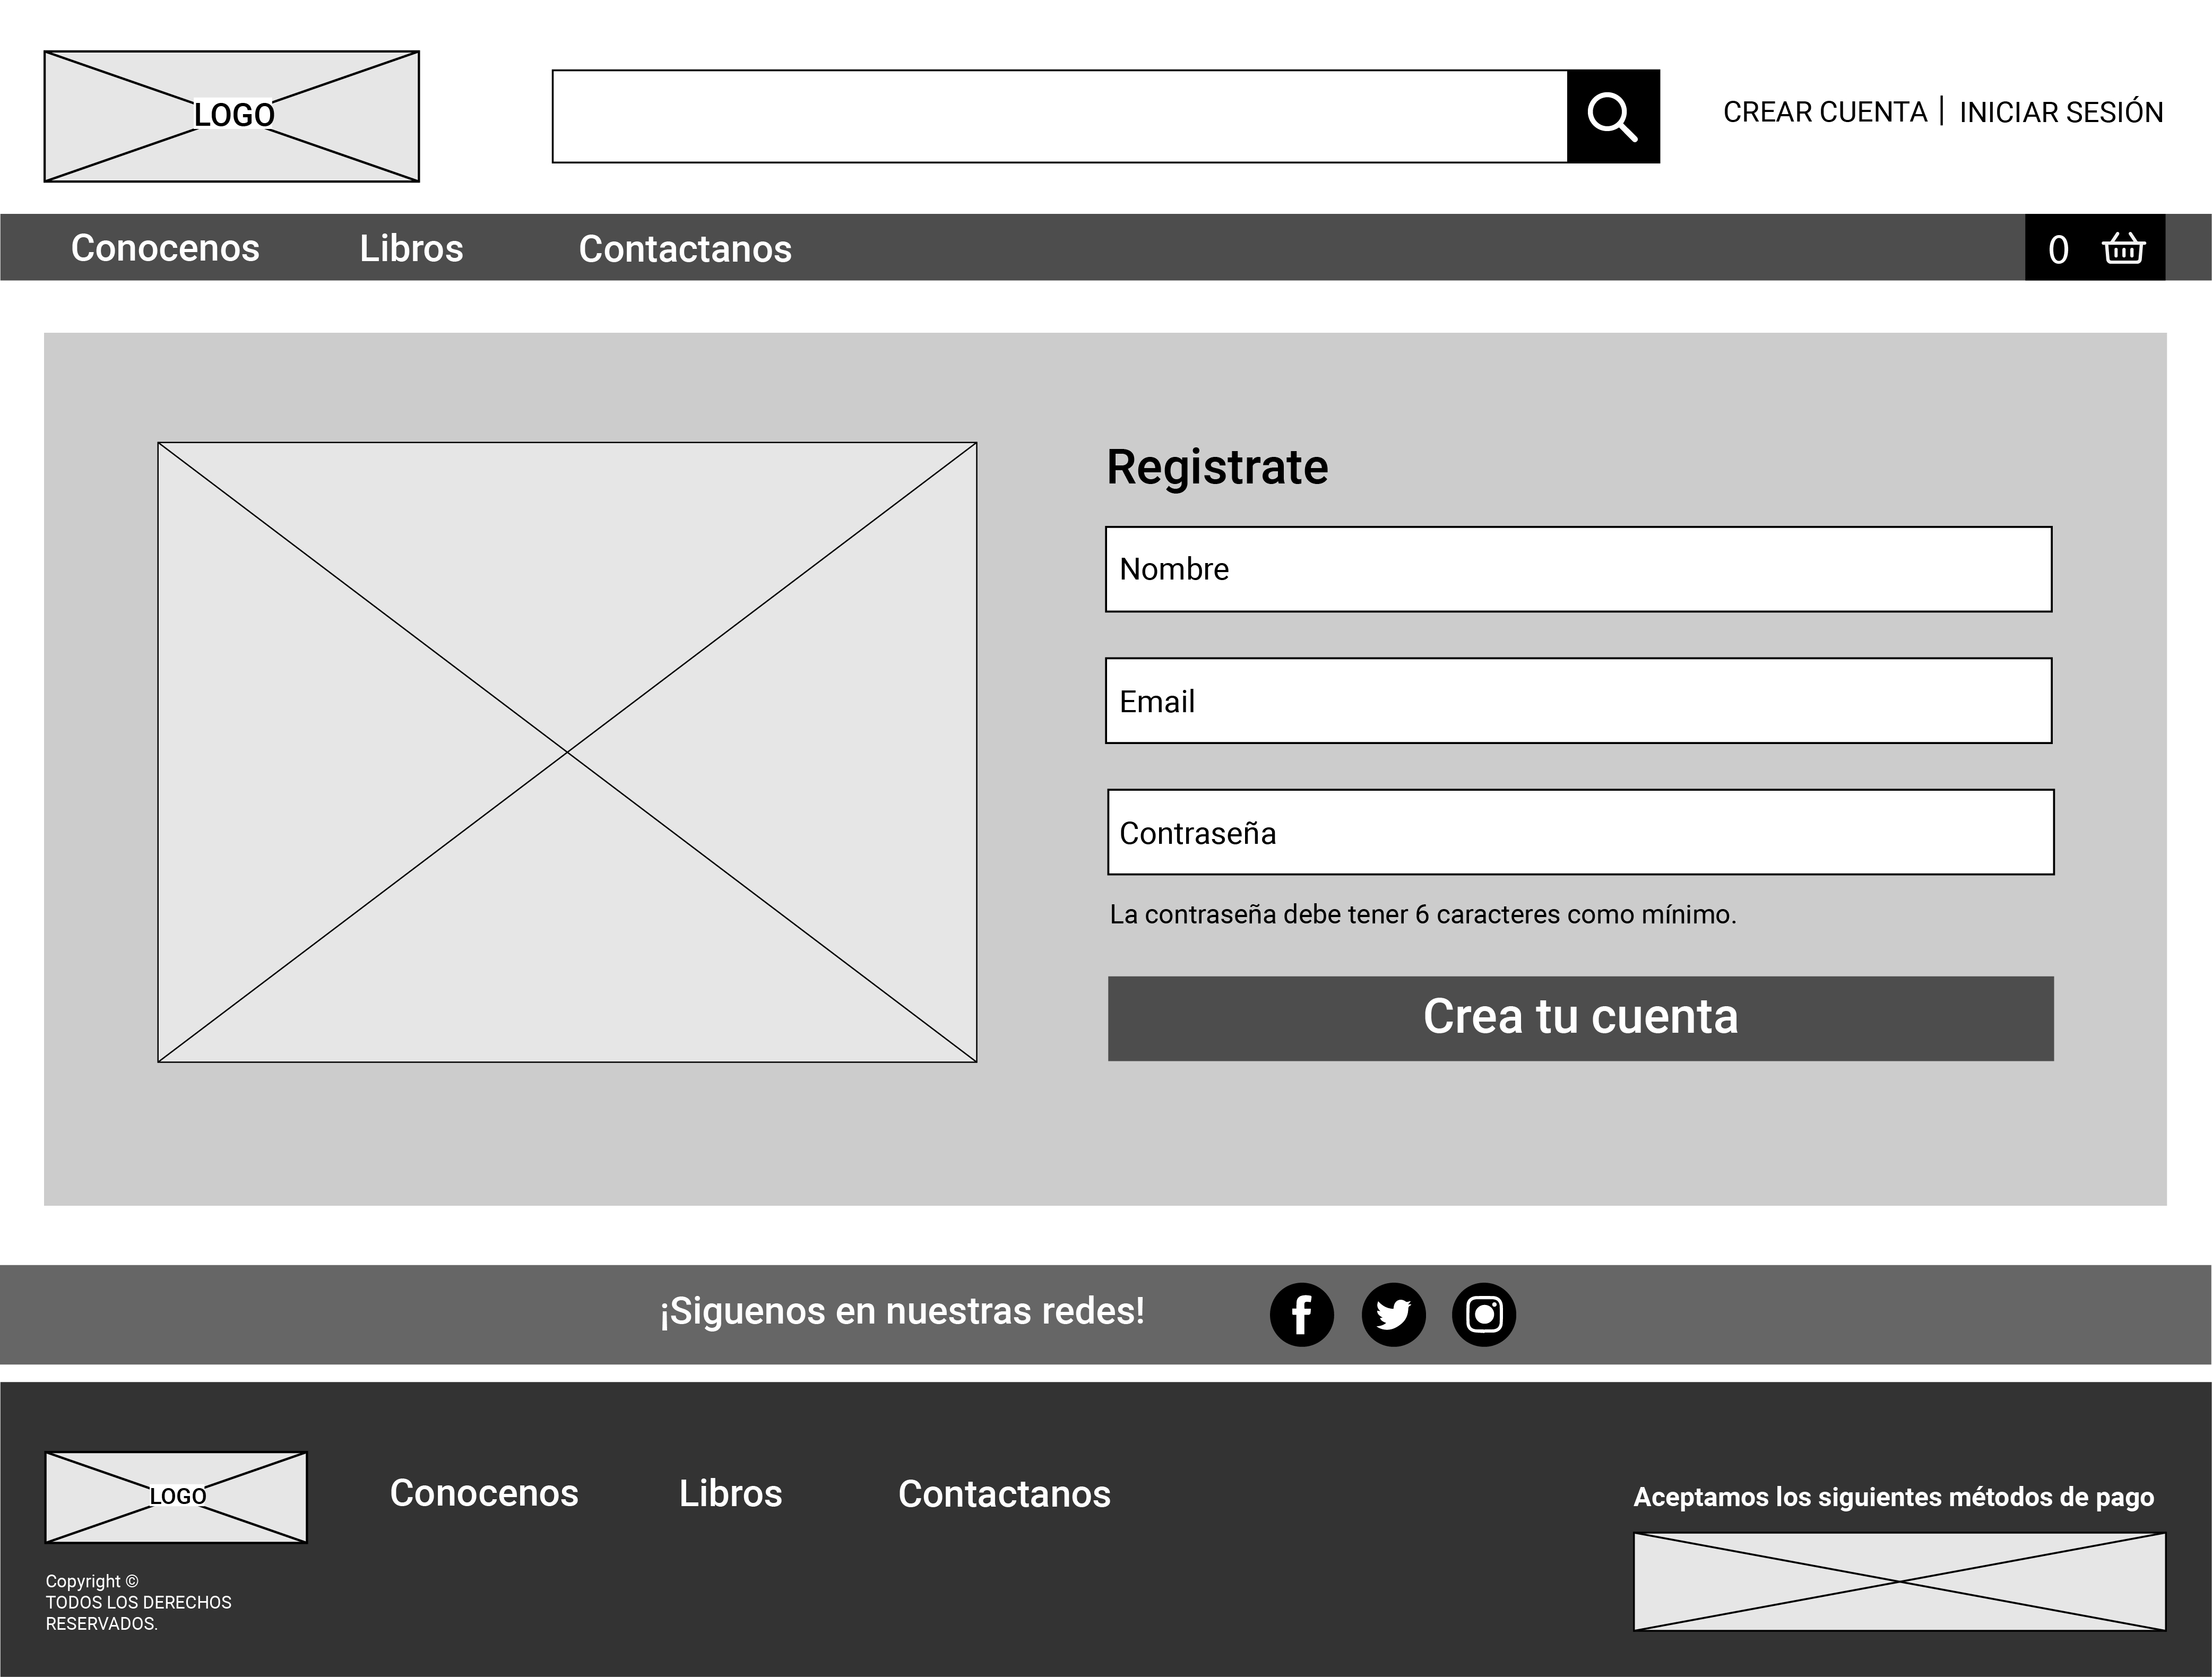 LOGO
CREAR CUENTA | INICIAR SESIÓN
Conocenos Libros Contactanos 0
Registrate
Nombre
Email
Contraseña
La contraseña debe tener 6 caracteres como mínimo.
Crea tu cuenta
¡Siguenos en nuestras redes!
LOGO
Conocenos Libros Contactanos
Aceptamos los siguientes métodos de pago
Copyright ©
TODOS LOS DERECHOS
RESERVADOS.